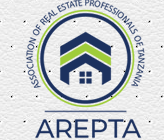 ASSOCIATION OF REAL ESTATE PROFESSIONALS OF TANZANIA
AREPTA